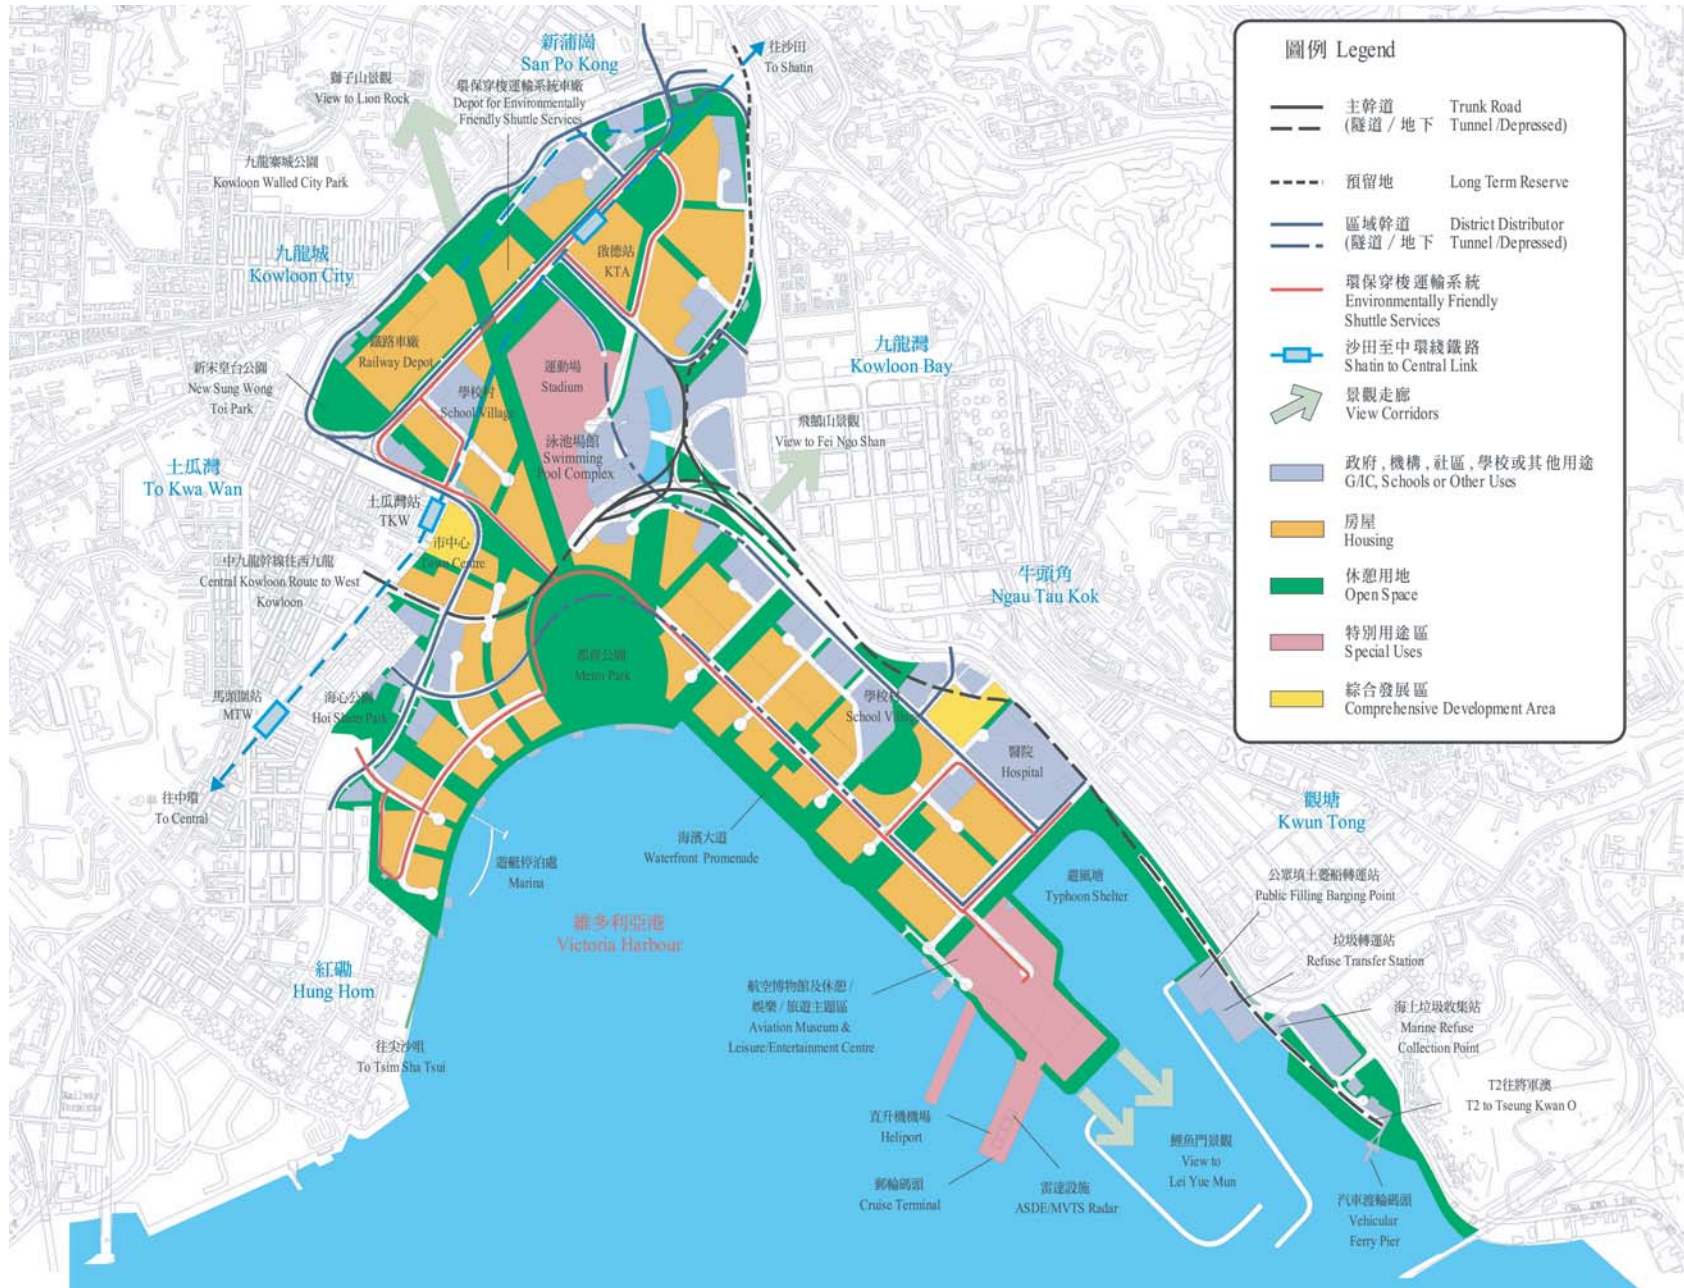 新蒲崗
San Po Kong
往沙田
To Shatin
獅子山景觀
View to Lion Rock
環保穿梭運輸系統車廠
Depot for Environmentally
Friendly Shuttle Services
九龍寨城公園
Kowloon Walled City Park
九龍城
Kowloon City
啟德站
KTA
鐵路車廠
Railway Depot
新宋皇台公園
New Sung Wong
Toi Park
學校村
School Village
運動場
Stadium
九龍灣
Kowloon Bay
泳池場館
Swimming
Pool Complex
飛鵝山景觀
View to Fei Ngo Shan
土瓜灣
To Kwa Wan
土瓜灣站
TKW
市中心
Town Centre
中九龍幹線往西九龍
Central Kowloon Route to West
Kowloon
牛頭角
Ngau Tau Kok
都會公園
Metro Park
馬頭圍站
MTW
海心公園
Hoi Sham Park
學校村
School Village
醫院
Hospital
往中環
To Central
遊艇停泊處
Marina
海濱大道
Waterfront Promenade
觀塘
Kwun Tong
避風塘
Typhoon Shelter
公眾填土躉船轉運站
Public Filling Barging Point
維多利亞港
Victoria Harbour
垃圾轉運站
Refuse Transfer Station
紅磡
Hung Hom
航空博物館及休憩/
娛樂/旅遊主題區
Aviation Museum &
Leisure/Entertainment Centre
海上垃圾收集站
Marine Refuse
Collection Point
往尖沙咀
To Tsim Sha Tsui
T2往將軍澳
T2 to Tseung Kwan O
直升機機場
Heliport
鯉魚門景觀
View to
Lei Yue Mun
郵輪碼頭
Cruise Terminal
雷達設施
ASDE/MVTS Radar
汽車渡輪碼頭
Vehicular
Ferry Pier
圖例 Legend
主幹道 Trunk Road
(隧道/地下 Tunnel /Depressed)
預留地 Long Term Reserve
區域幹道 District Distributor
(隧道/地下 Tunnel /Depressed)
環保穿梭運輸系統
Environmentally Friendly
Shuttle Services
沙田至中環綫鐵路
Shatin to Central Link
景觀走廊
View Corridors
政府,機構,社區,學校或其他用途
G/IC, Schools or Other Uses
房屋
Housing
休憩用地
Open Space
特別用途區
Special Uses
綜合發展區
Comprehensive Development Area